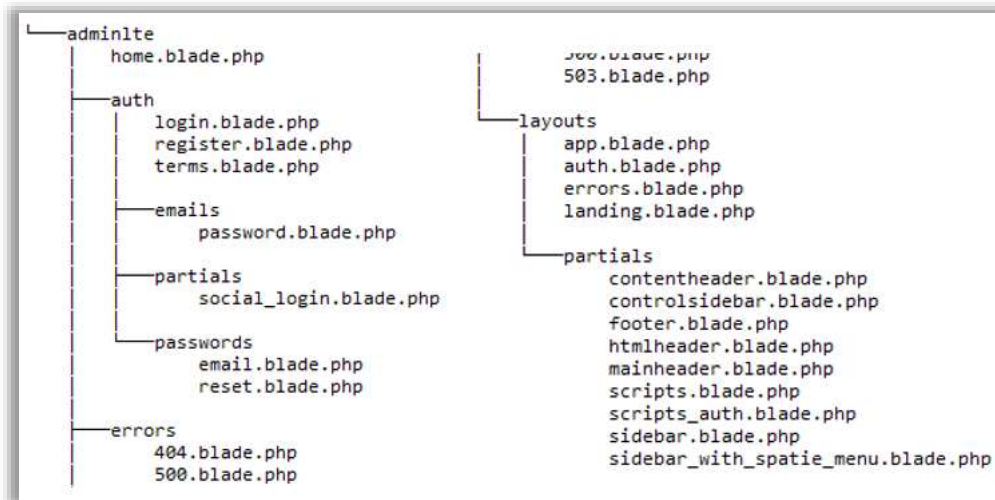 adminlte
home.blade.php
auth
login.blade.php
register.blade.php
terms.blade.php
emails
password.blade.php
partials
social_login.blade.php
passwords
email.blade.php
reset.blade.php
errors
404.blade.php
500.blade.php
500.blade.php
503.blade.php
layouts
app.blade.php
auth.blade.php
errors.blade.php
landing.blade.php
partials
contentheader.blade.php
controlsidebar.blade.php
footer.blade.php
htmlheader.blade.php
mainheader.blade.php
scripts.blade.php
scripts_auth.blade.php
sidebar.blade.php
sidebar_with_spatie_menu.blade.php